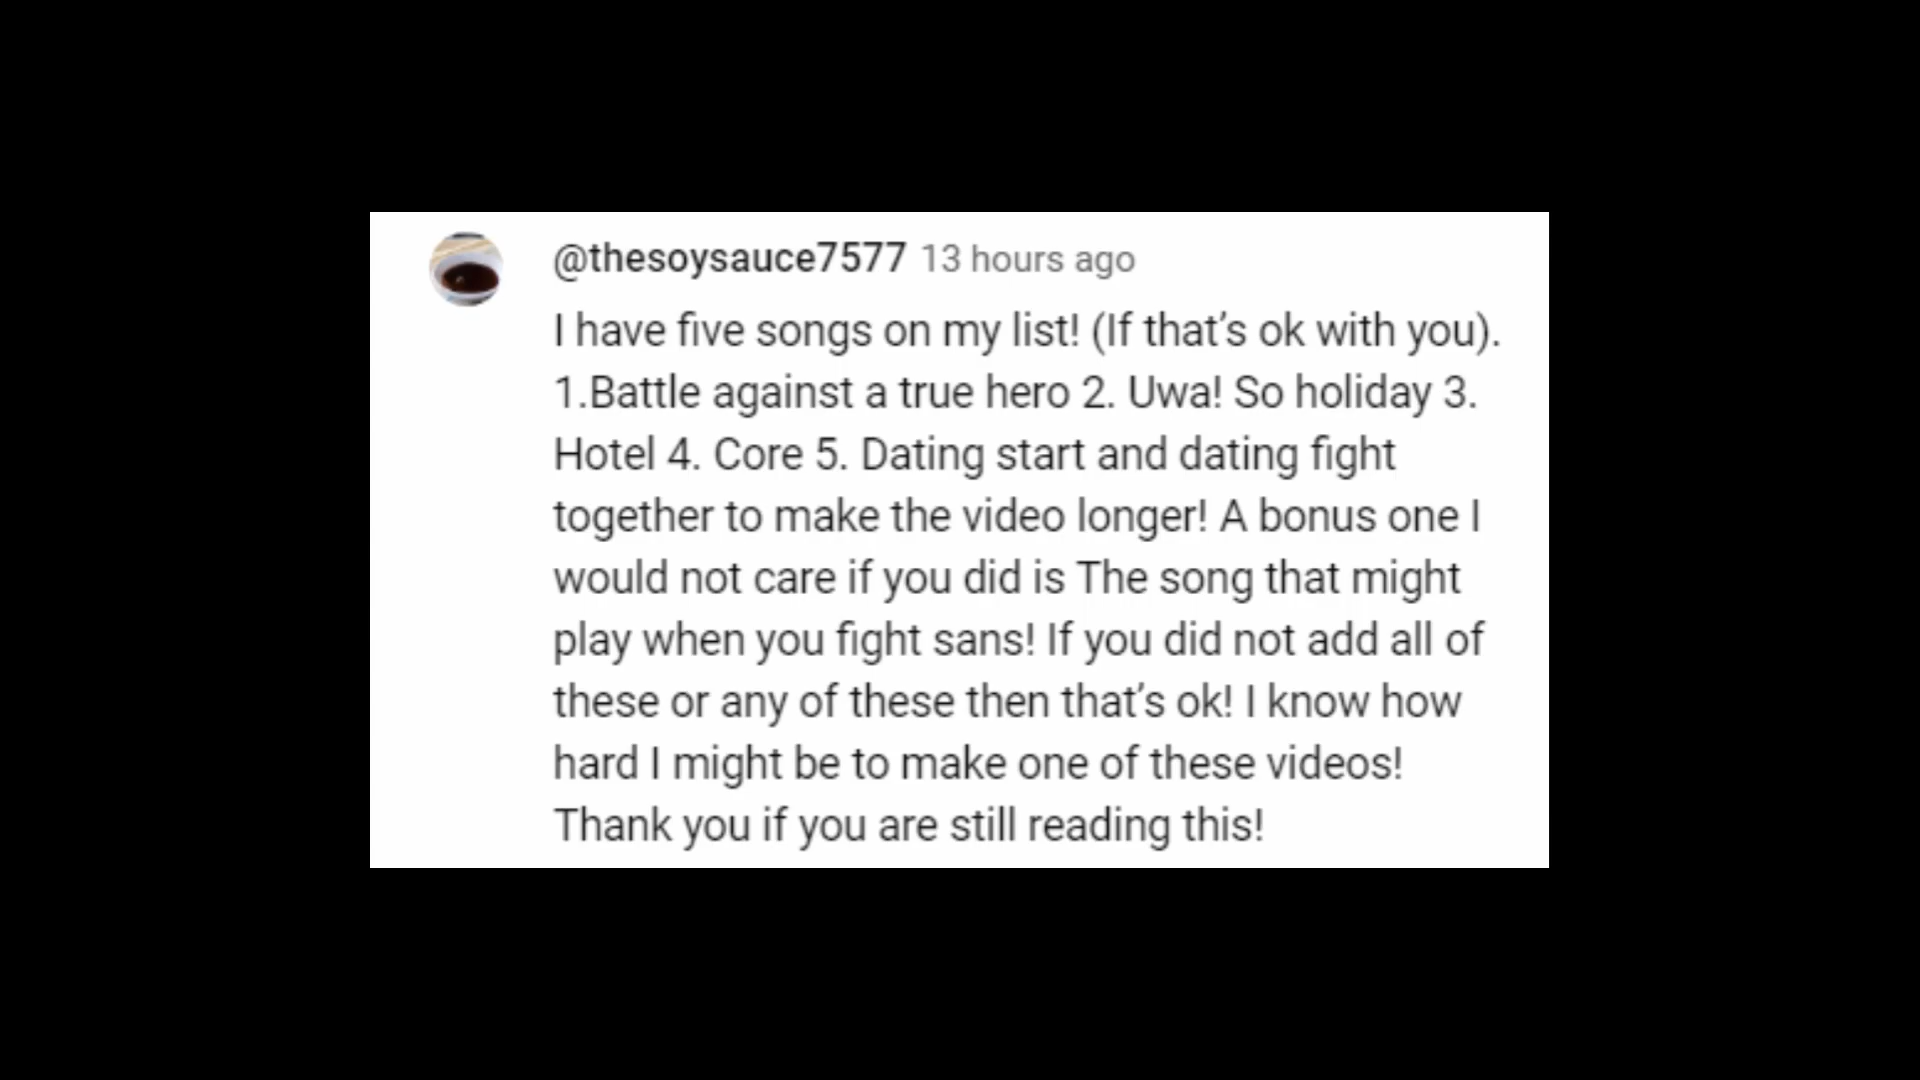 @thesoysauce7577 13 hours ago
I have five songs on my list! (If that’s ok with you).
1.Battle against a true hero 2. Uwa! So holiday 3.
Hotel 4. Core 5. Dating start and dating fight
together to make the video longer! A bonus one I
would not care if you did is The song that might
play when you fight sans! If you did not add all of
these or any of these then that’s ok! I know how
hard I might be to make one of these videos!
Thank you if you are still reading this!